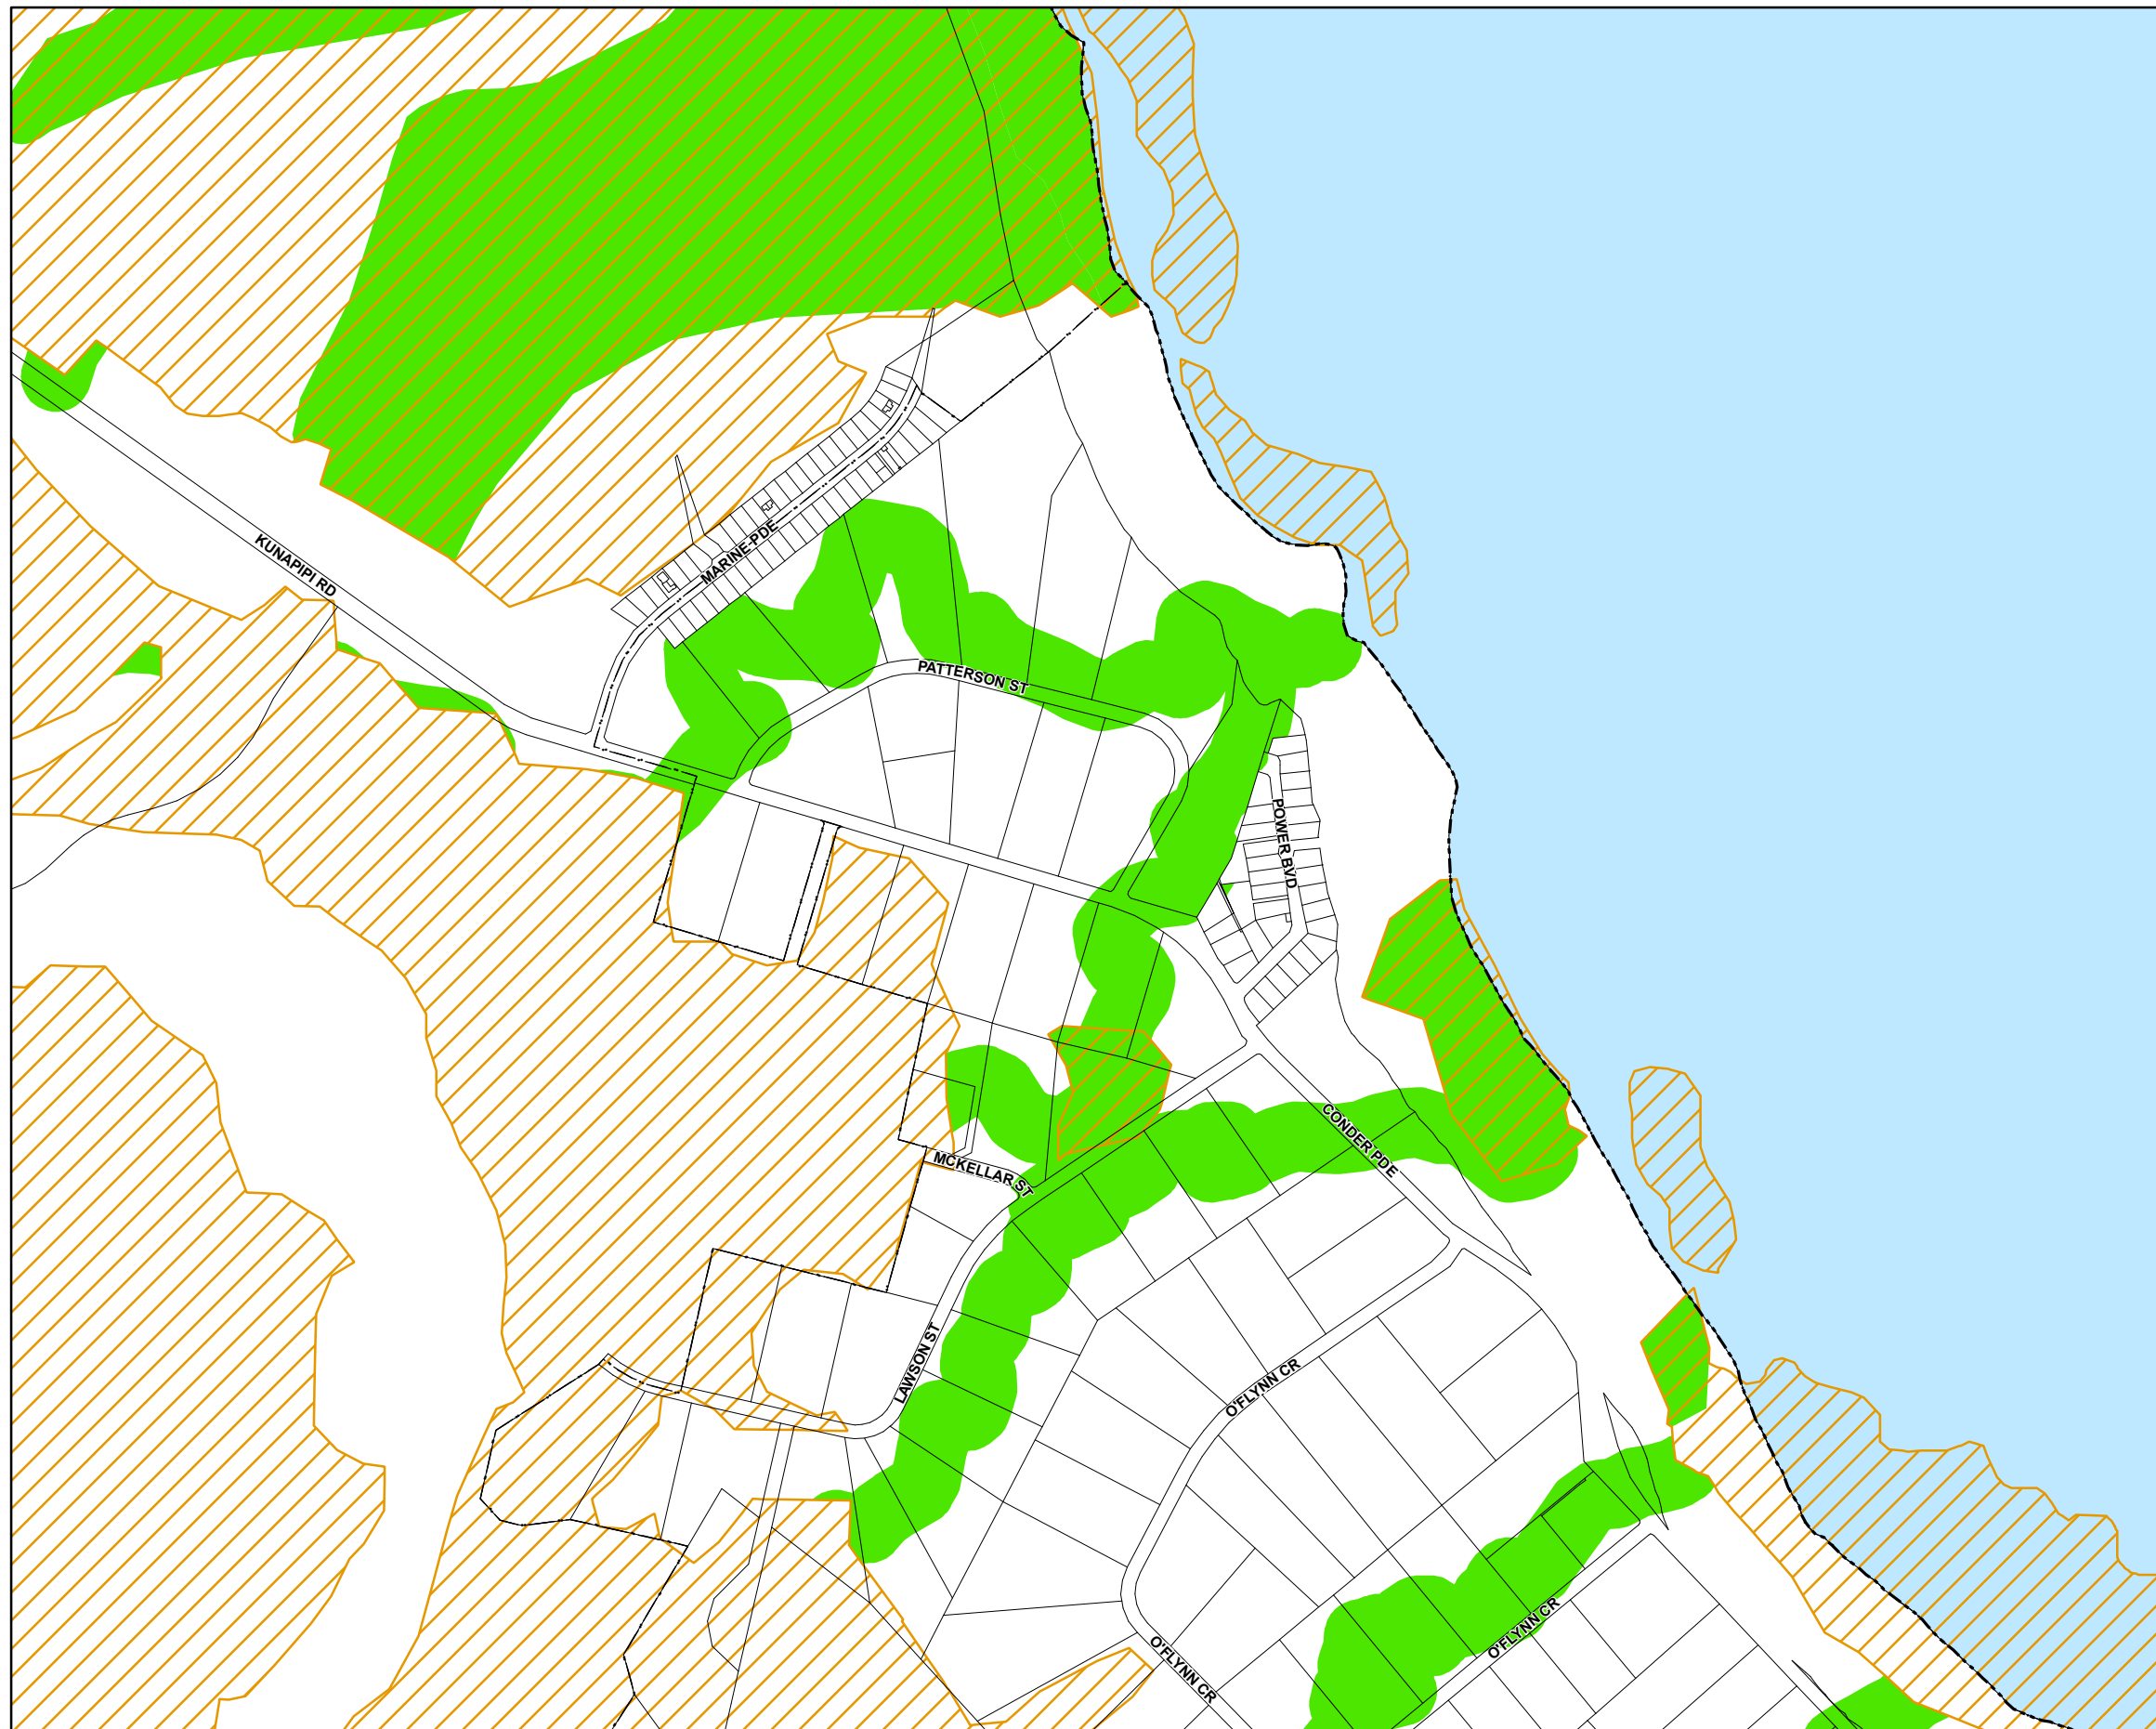 KUNAPIPI RD
MARINE PDE
PATTERSON ST
POWER BVD
CONDER PDE
MCKELLAR ST
LAWSON ST
O'FLYNN CR
O'FLYNN CR
O'FLYNN CR